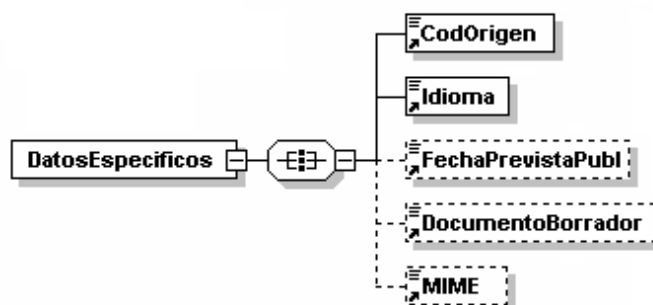 CodOrigen
Idioma
DatosEspecificos
FechaPrevistaPubl
DocumentoBorrador
MIME